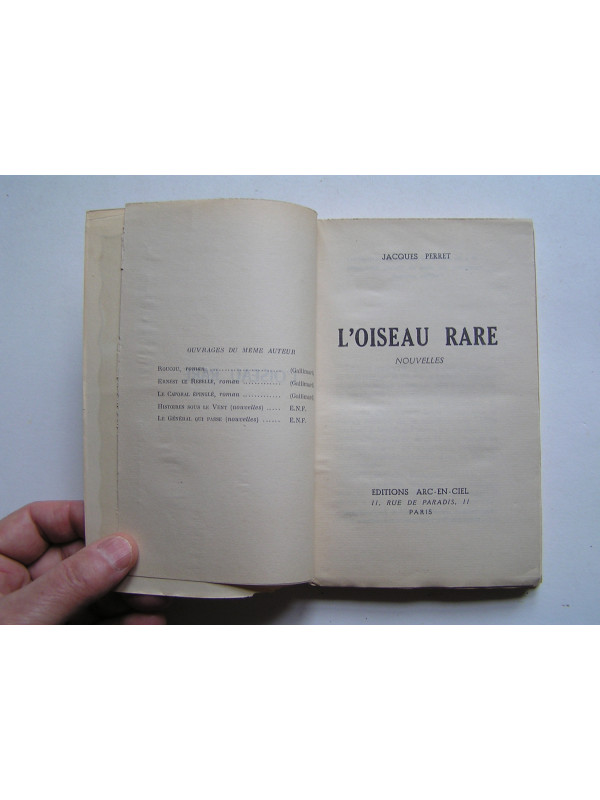 OUVRAGES DU MÊME AUTEUR
ROUCOU, roman (Gallimard)
ERNEST LE REBELLE, roman ........... (Gallimard)
LE CAPORAL ÉPINGLÉ, roman ............ (Gallimard)
HISTOIRES SOUS LE VENT (nouvelles) ..... E.N.F.
LE GÉNÉRAL QUI PASSE (nouvelles) ...... E.N.F.
JACQUES PERRET
L'OISEAU RARE
NOUVELLES
EDITIONS ARC-EN-CIEL
11, RUE DE PARADIS, 11
PARIS